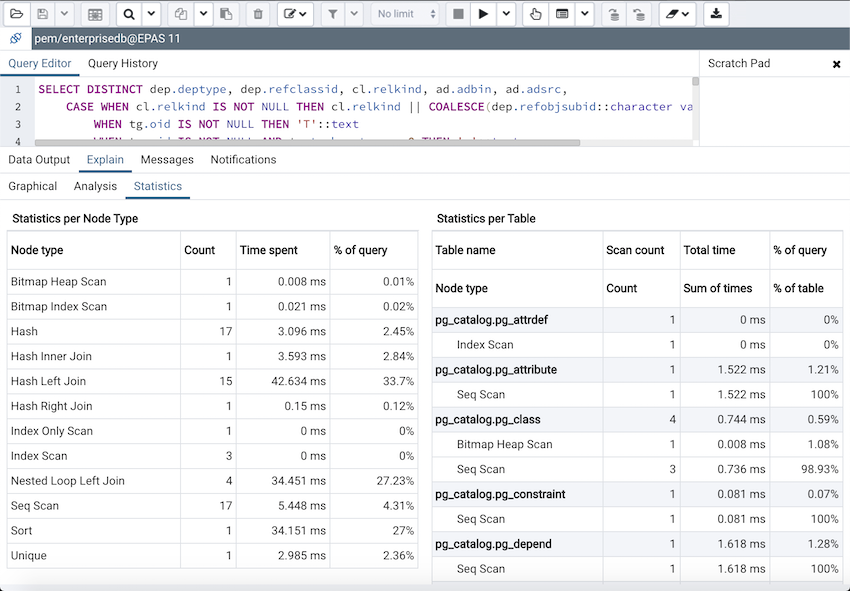 No limit
pem/enterprisedb@EPAS 11
Query Editor Query History
Scratch Pad
1 SELECT DISTINCT dep.deptype, dep.refclassid, cl.relkind, ad.adbin, ad.adsrc,
2 CASE WHEN cl.relkind IS NOT NULL THEN cl.relkind || COALESCE(dep.refobjsubid::character va
3 WHEN tg.oid IS NOT NULL THEN 'T'::text
4
Data Output Explain Messages Notifications
Graphical Analysis Statistics
Statistics per Node Type
Node type Count Time spent % of query
Bitmap Heap Scan 1 0.008 ms 0.01%
Bitmap Index Scan 1 0.021 ms 0.02%
Hash 17 3.096 ms 2.45%
Hash Inner Join 1 3.593 ms 2.84%
Hash Left Join 15 42.634 ms 33.7%
Hash Right Join 1 0.15 ms 0.12%
Index Only Scan 1 0 ms 0%
Index Scan 3 0 ms 0%
Nested Loop Left Join 4 34.451 ms 27.23%
Seq Scan 17 5.448 ms 4.31%
Sort 1 34.151 ms 27%
Unique 1 2.985 ms 2.36%
Statistics per Table
Table name Scan count Total time % of query
Node type Count Sum of times % of table
pg_catalog.pg_attrdef 1 0 ms 0%
Index Scan 1 0 ms 0%
pg_catalog.pg_attribute 1 1.522 ms 1.21%
Seq Scan 1 1.522 ms 100%
pg_catalog.pg_class 4 0.744 ms 0.59%
Bitmap Heap Scan 1 0.008 ms 1.08%
Seq Scan 3 0.736 ms 98.93%
pg_catalog.pg_constraint 1 0.081 ms 0.07%
Seq Scan 1 0.081 ms 100%
pg_catalog.pg_depend 1 1.618 ms 1.28%
Seq Scan 1 1.618 ms 100%